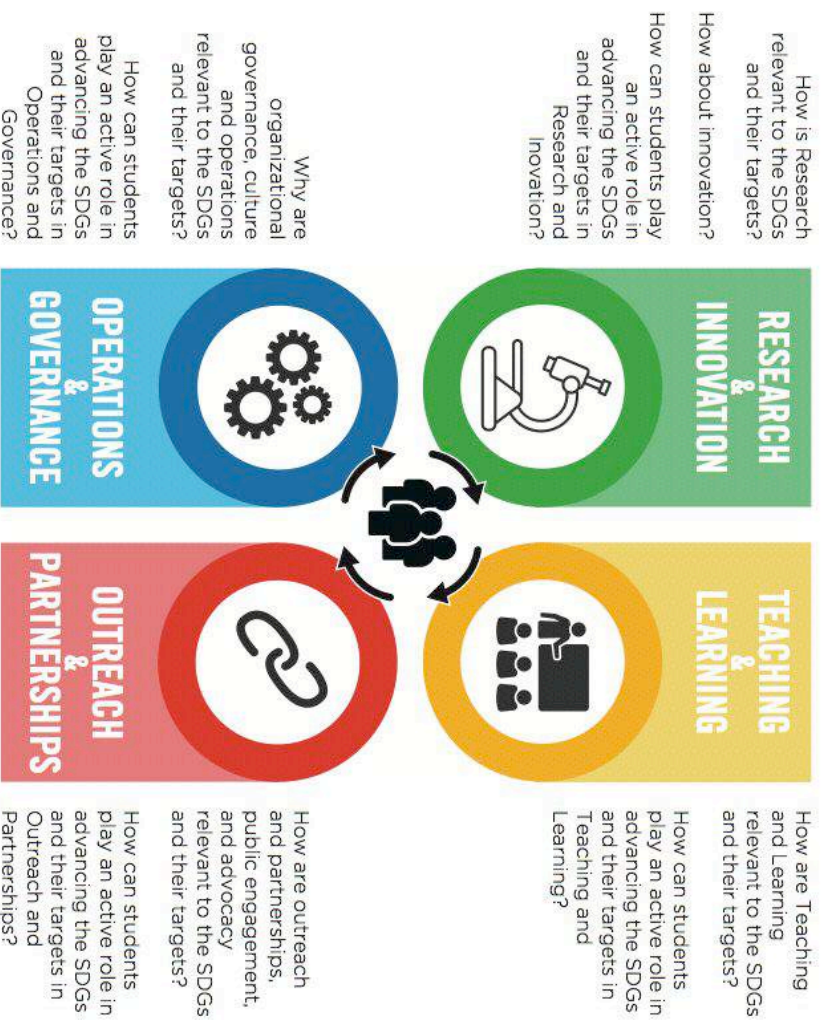 How is Research
relevant to the SDGs
and their targets?
How about innovation?
How can students play
an active role in
advancing the SDGs
and their targets in
Research and
Inovation?
RESEARCH
&
INNOVATION
TEACHING
&
LEARNING
How are Teaching
and Learning
relevant to the SDGs
and their targets?
How can students
play an active role in
advancing the SDGs
and their targets in
Teaching and
Learning?
Why are
organizational
governance, culture
and operations
relevant to the SDGs
and their targets?
How can students
play an active role in
advancing the SDGs
and their targets in
Operations and
Governance?
OPERATIONS
&
GOVERNANCE
OUTREACH
&
PARTNERSHIPS
How are outreach
and partnerships,
public engagement,
and advocacy
relevant to the SDGs
and their targets?
How can students
play an active role in
advancing the SDGs
and their targets in
Outreach and
Partnerships?